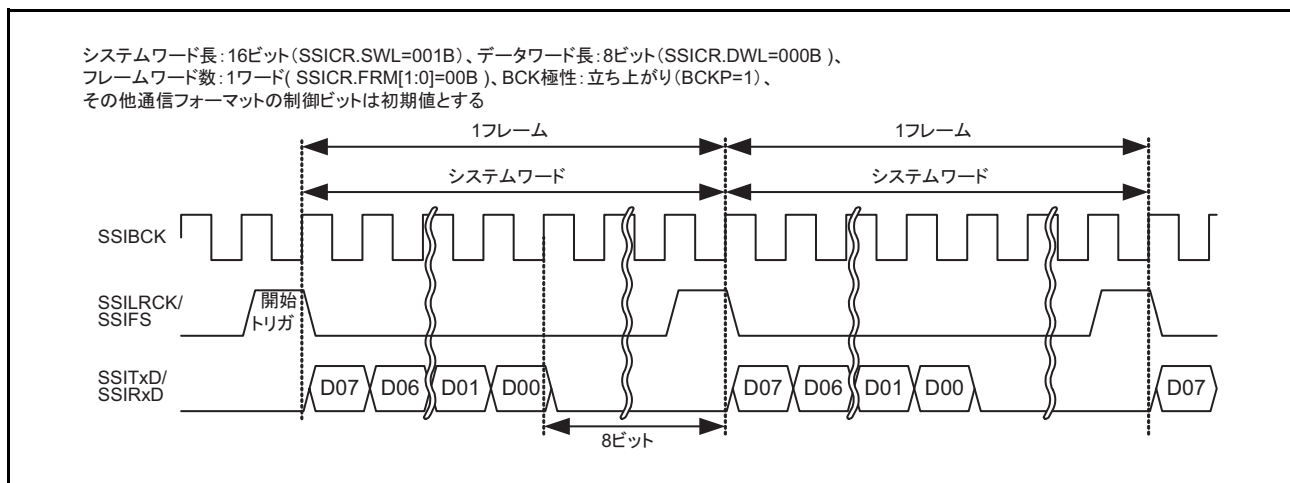 システムワード長:16ビット(SSICR.SWL=001B)、データワード長:8ビット(SSICR.DWL=000B )、
フレームワード数:1ワード( SSICR.FRM[1:0]=00B )、BCK極性:立ち上がり(BCKP=1)、
その他通信フォーマットの制御ビットは初期値とする
1フレーム 1フレーム
システムワード システムワード
SSIBCK
SSILRCK/
SSIFS
開始
トリガ
SSITxD/
SSIRxD
D07 D06 D01 D00 D07 D06 D01 D00 D07
8ビット